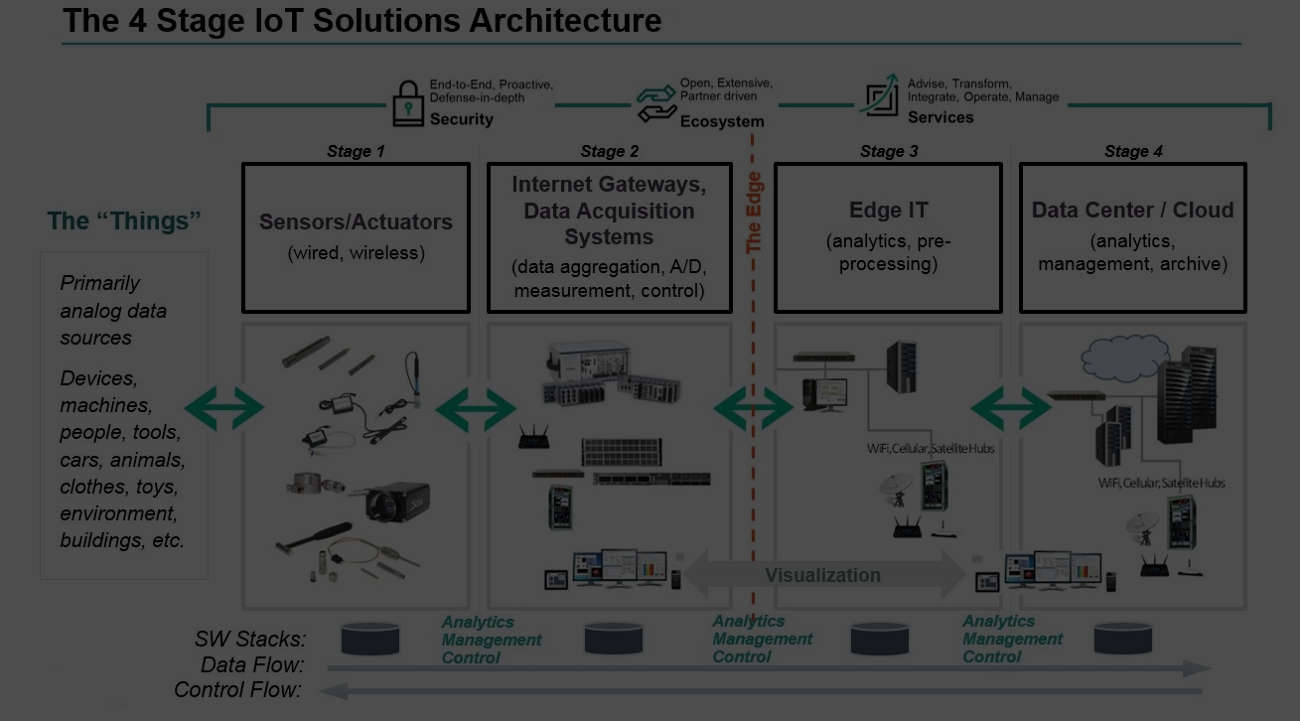 The 4 Stage IoT Solutions Architecture
End-to-End, Proactive,
Defense-in-depth
Security
Open, Extensive,
Partner driven
Ecosystem
Advise, Transform,
Integrate, Operate, Manage
Services
Stage 1
Stage 2
Stage 3
Stage 4
The "Things"
Primarily
analog data
sources
Devices,
machines,
people, tools,
cars, animals,
clothes, toys,
environment,
buildings, etc.
Sensors/Actuators
(wired, wireless)
Internet Gateways,
Data Acquisition
Systems
(data aggregation, A/D,
measurement, control)
The Edge
Edge IT
(analytics, pre-
processing)
Data Center / Cloud
(analytics,
management, archive)
WiFi, Cellular, Satellite Hubs
WiFi, Cellular, Satellite Hubs
Visualization
SW Stacks:
Analytics
Management
Control
Analytics
Management
Control
Analytics
Management
Control
Data Flow:
Control Flow: